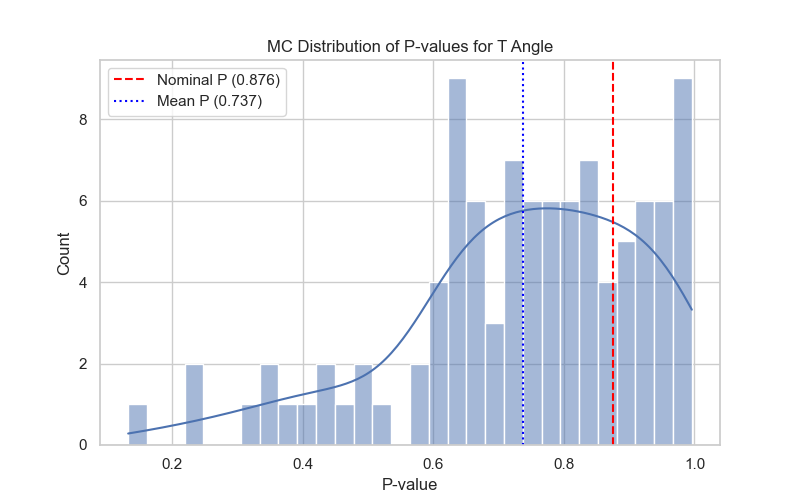 MC Distribution of P-values for T Angle
Nominal P (0.876)
Mean P (0.737)
8
6
4
2
0
Count
0.2 0.4 0.6 0.8 1.0
P-value